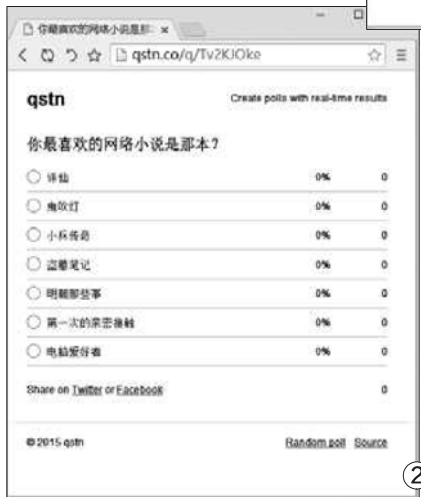 你最喜欢的网络小说是那
qstn.co/q/Tv2KJOke
qstn Create polls with real-time results
你最喜欢的网络小说是那本?
诛仙 0% 0
鬼吹灯 0% 0
小兵传奇 0% 0
盗墓笔记 0% 0
明朝那些事 0% 0
第一次的亲密接触 0% 0
电脑爱好者 0% 0
Share on Twitter or Facebook 0
© 2015 qstn Random poll Source
2